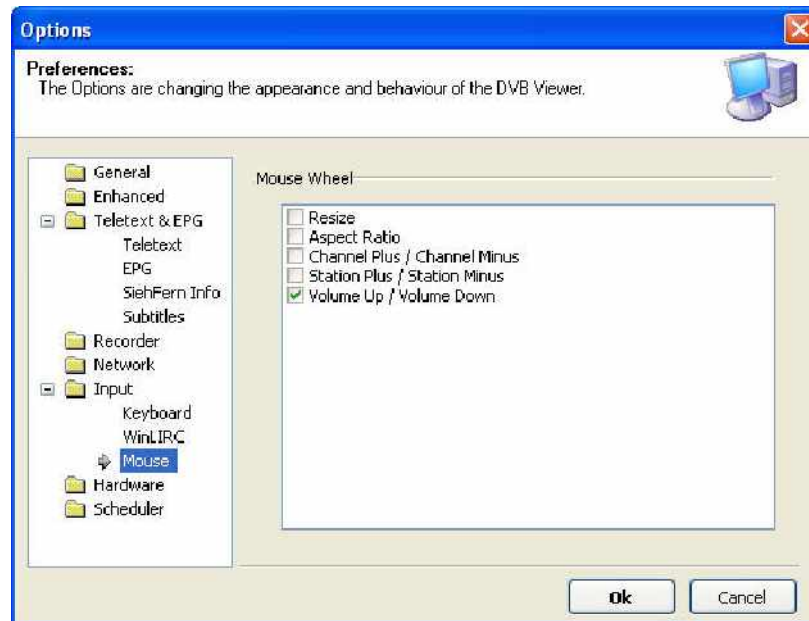 Options
Preferences:
The Options are changing the appearance and behaviour of the DVB Viewer.
General
Enhanced
Teletext & EPG
Teletext
EPG
SiehFern Info
Subtitles
Recorder
Network
Input
Keyboard
WinLIRC
Mouse
Hardware
Scheduler
Mouse Wheel
Resize
Aspect Ratio
Channel Plus / Channel Minus
Station Plus / Station Minus
Volume Up / Volume Down
Ok
Cancel